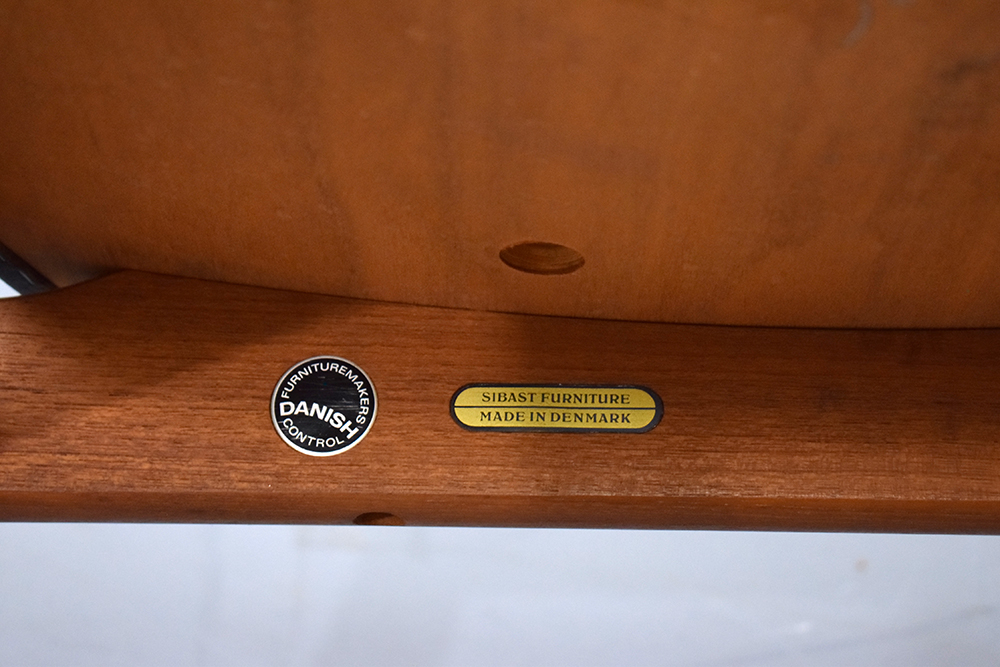 FURNITUREMAKERS
DANISH
CONTROL
SIBAST FURNITURE
MADE IN DENMARK